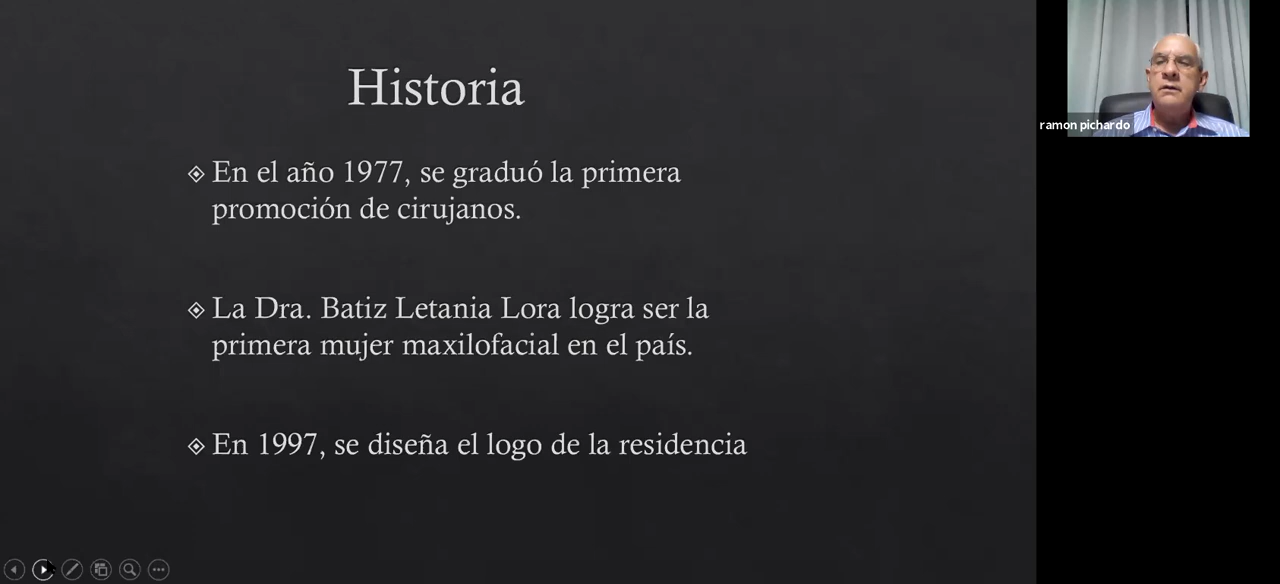 Historia
En el año 1977, se graduó la primera
promoción de cirujanos.
La Dra. Batiz Letania Lora logra ser la
primera mujer maxilofacial en el país.
En 1997, se diseña el logo de la residencia
ramon pichardo